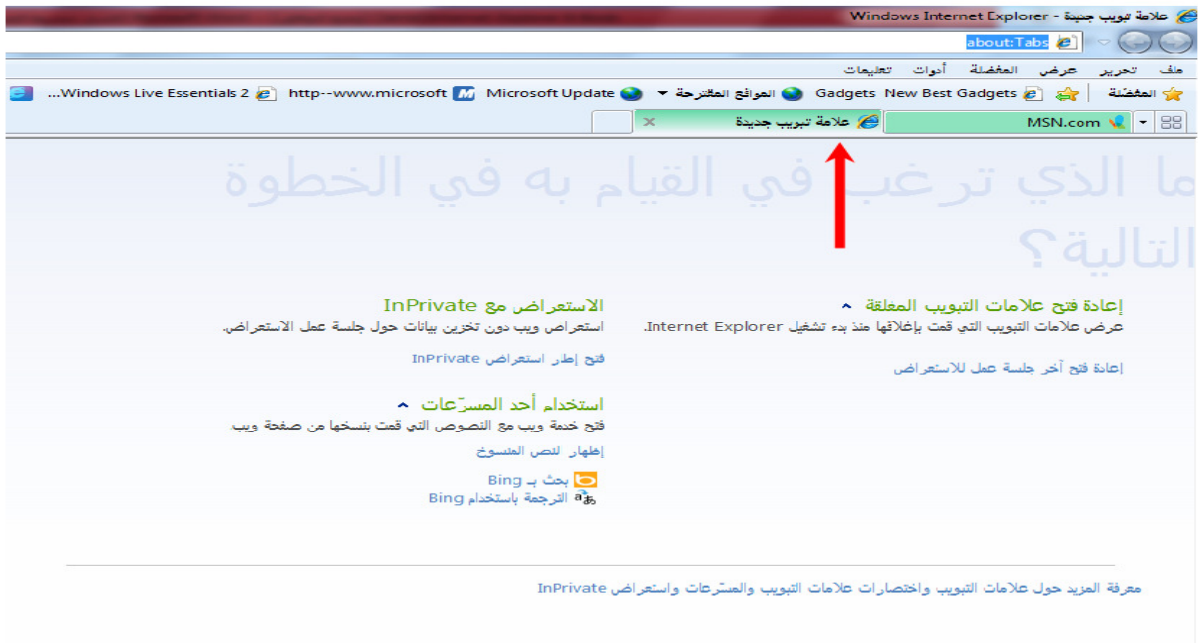 علامة تبويب جديدة - Windows Internet Explorer
about:Tabs
ملف تحرير عرض المفضلة أدوات تعليمات
المفضلة Gadgets New Best Gadgets المواقع المقترحة Microsoft Update http--www.microsoft Windows Live Essentials 2...
MSN.com علامة تبويب جديدة
ما الذي ترغب في القيام به في الخطوة
التالية؟
إعادة فتح علامات التبويب المغلقة
عرض علامات التبويب التي قمت بإغلاقها منذ بدء تشغيل Internet Explorer.
إعادة فتح آخر جلسة عمل للاستعراض
الاستعراض مع InPrivate
استعراض ويب دون تخزين بيانات حول جلسة عمل الاستعراض.
فتح إطار استعراض InPrivate
استخدام أحد المسرّعات
فتح خدمة ويب مع النصوص التي قمت بنسخها من صفحة ويب.
إظهار النص المنسوخ
بحث بـ Bing
الترجمة باستخدام Bing
معرفة المزيد حول علامات التبويب واختصارات علامات التبويب والمسرّعات واستعراض InPrivate